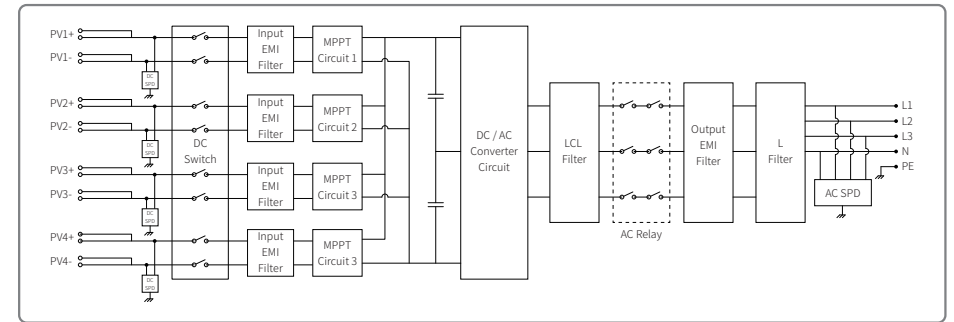 PV1+
PV1-
DC
SPD
Input
EMI
Filter
MPPT
Circuit 1
PV2+
PV2-
DC
SPD
Input
EMI
Filter
MPPT
Circuit 2
PV3+
PV3-
DC
SPD
Input
EMI
Filter
MPPT
Circuit 3
PV4+
PV4-
DC
SPD
Input
EMI
Filter
MPPT
Circuit 3
DC
Switch
DC / AC
Converter
Circuit
LCL
Filter
AC Relay
Output
EMI
Filter
L
Filter
L1
L2
L3
N
PE
AC SPD